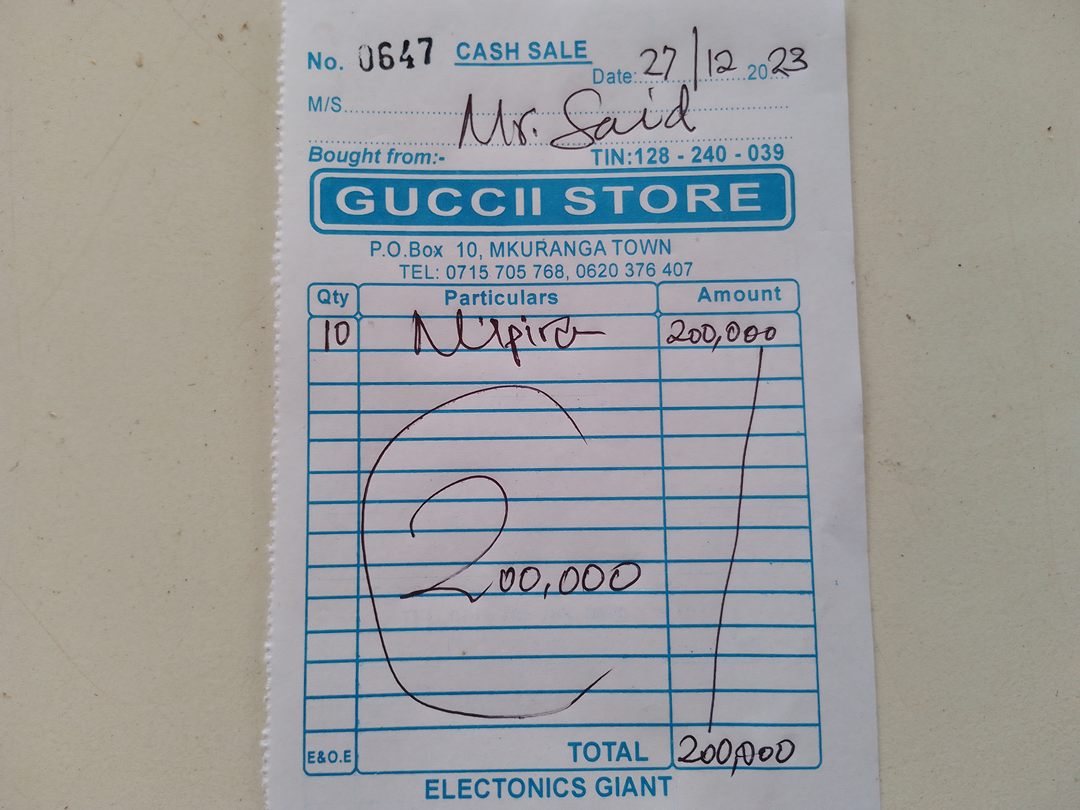 No. 0647 CASH SALE Date: 27/12 2023
M/S Mr. Said
Bought from:- TIN:128 - 240 - 039
GUCCII STORE
P.O.Box 10, MKURANGA TOWN
TEL: 0715 705 768, 0620 376 407
Qty Particulars Amount
10 Mipira 200,000
200,000
E&O.E TOTAL 200,000
ELECTONICS GIANT